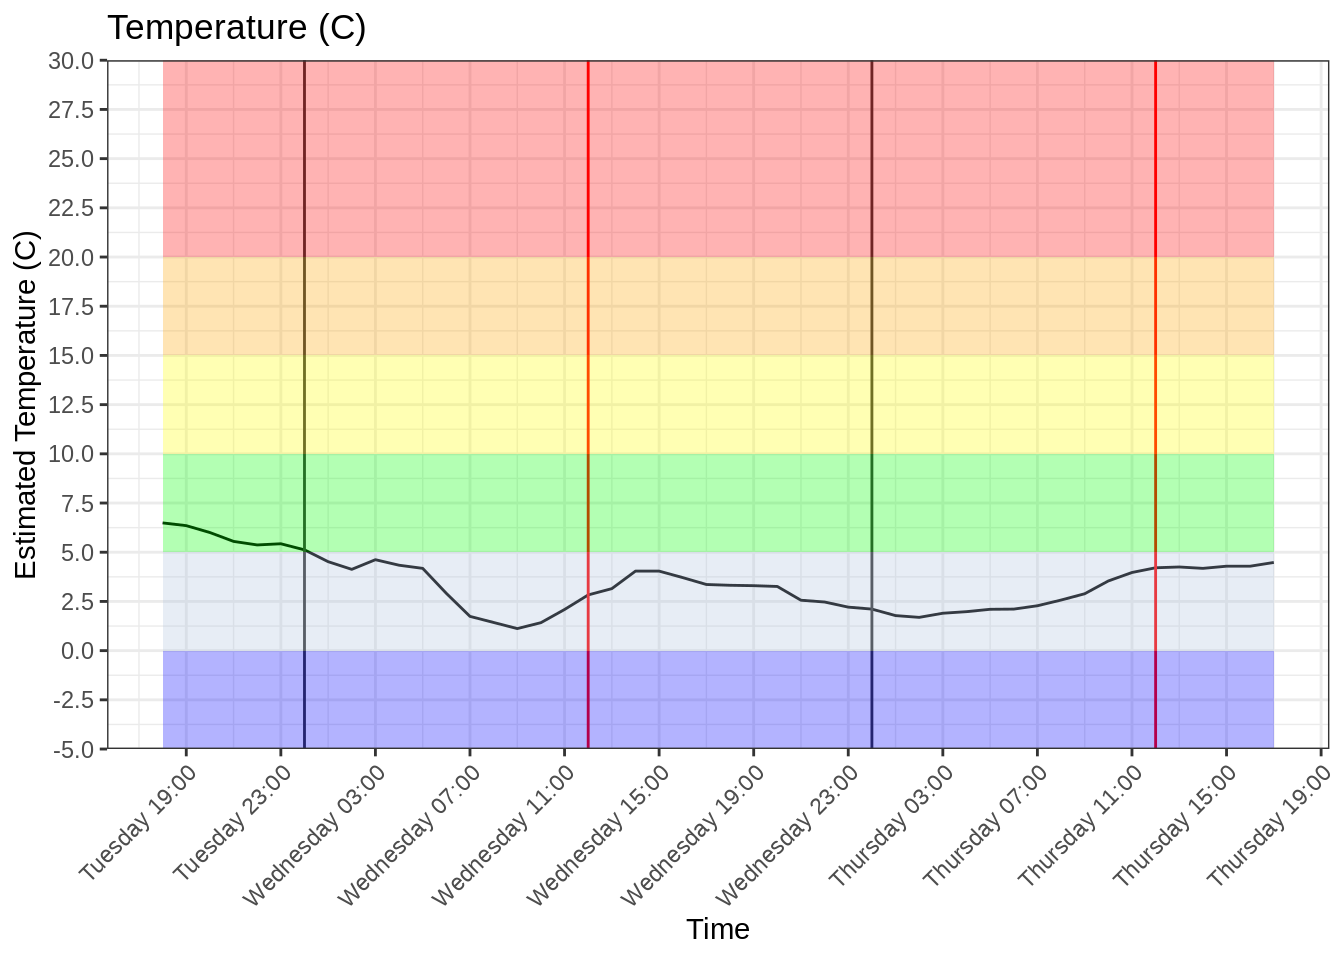 Temperature (C)
Estimated Temperature (C)
30.0
27.5
25.0
22.5
20.0
17.5
15.0
12.5
10.0
7.5
5.0
2.5
0.0
-2.5
-5.0
Tuesday 19:00
Tuesday 23:00
Wednesday 03:00
Wednesday 07:00
Wednesday 11:00
Wednesday 15:00
Wednesday 19:00
Wednesday 23:00
Thursday 03:00
Thursday 07:00
Thursday 11:00
Thursday 15:00
Thursday 19:00
Time